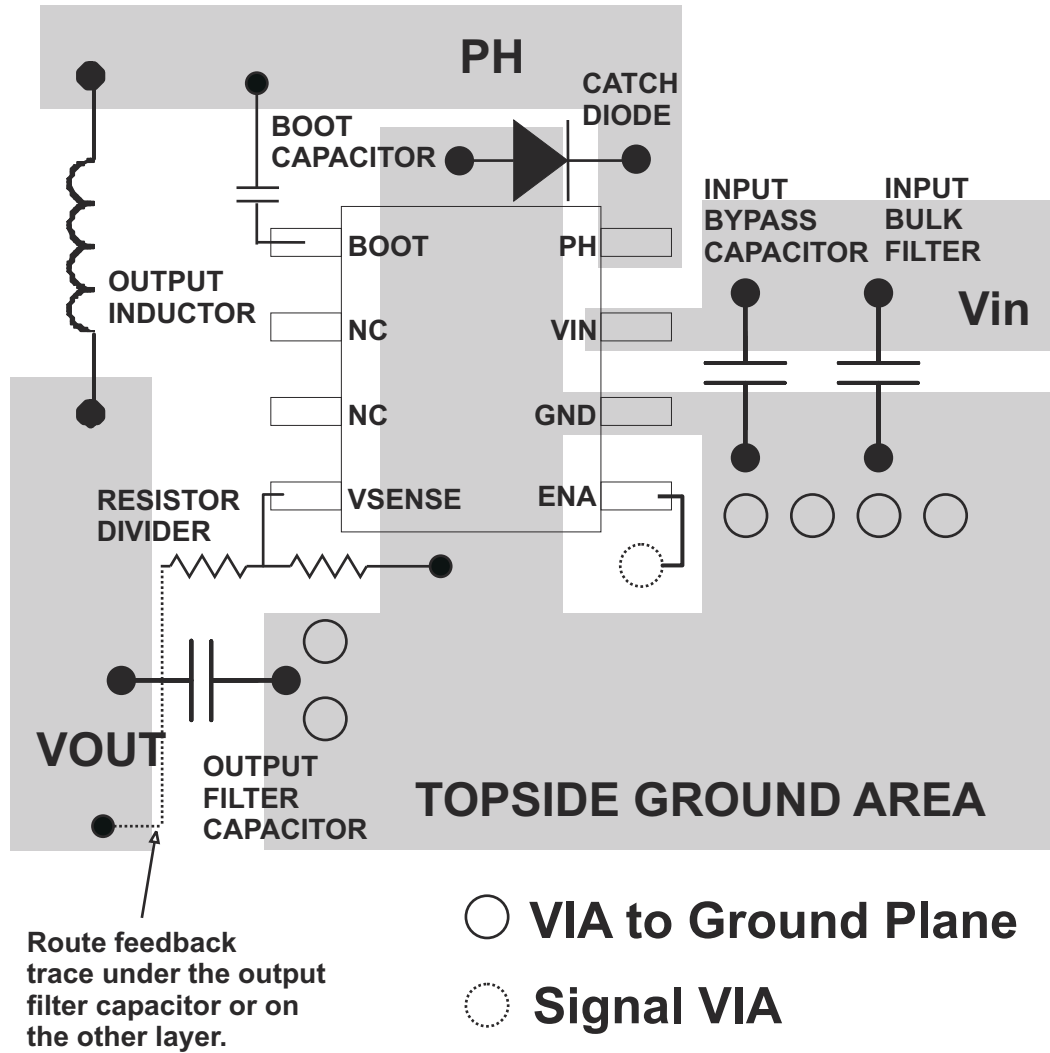 PH
CATCH
DIODE
BOOT
CAPACITOR
INPUT
BYPASS
CAPACITOR
INPUT
BULK
FILTER
BOOT
PH
OUTPUT
INDUCTOR
Vin
NC
VIN
NC
GND
RESISTOR
DIVIDER
VSENSE
ENA
VOUT
OUTPUT
FILTER
CAPACITOR
TOPSIDE GROUND AREA
VIA to Ground Plane
Route feedback
trace under the output
filter capacitor or on
the other layer.
Signal VIA